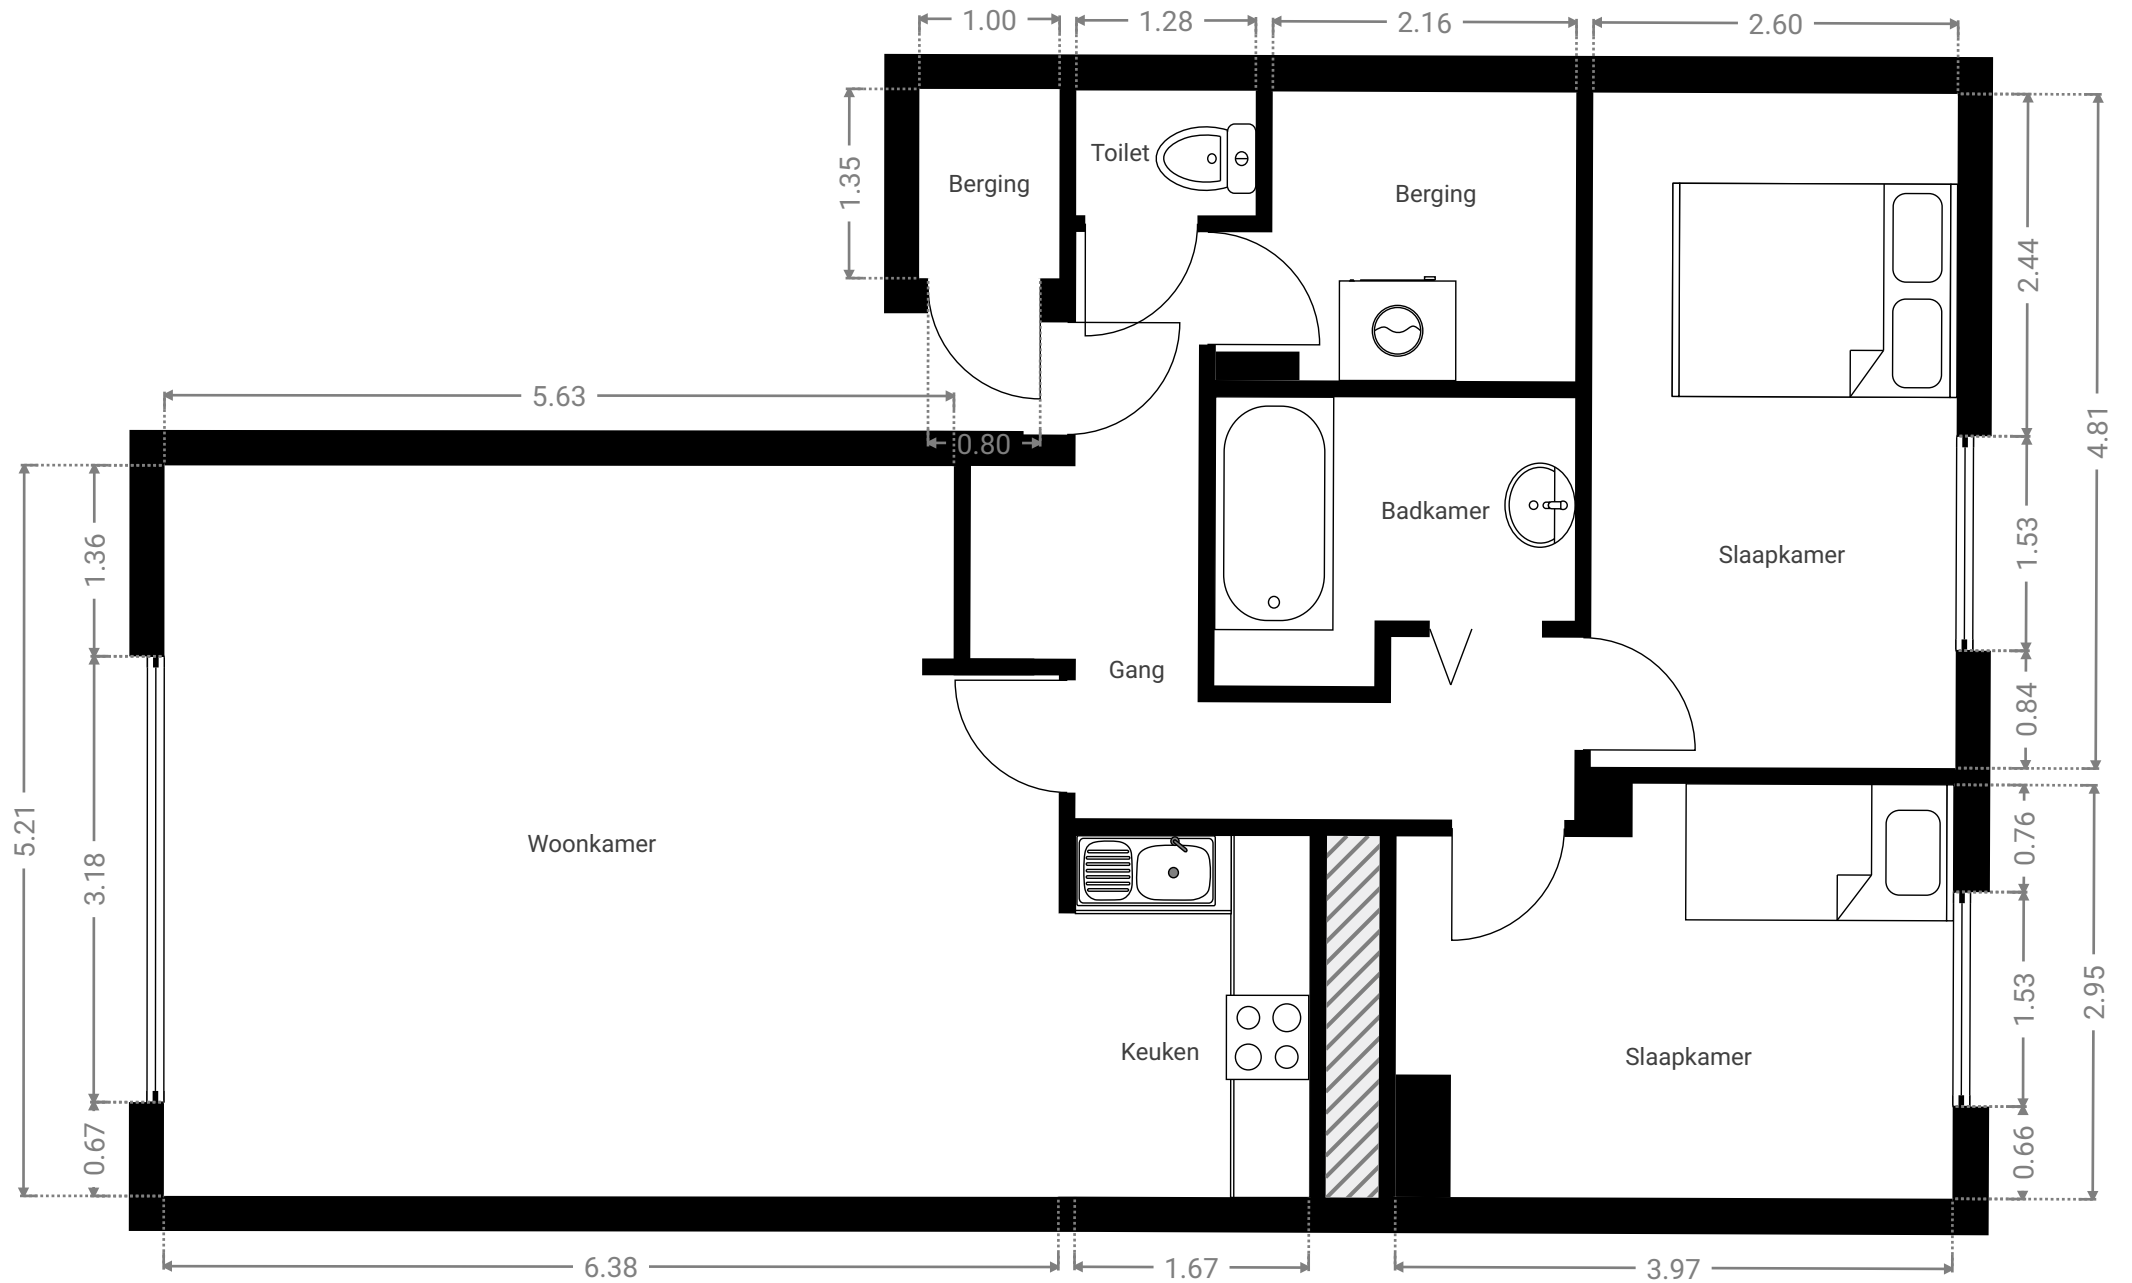 1.00
1.28
2.16
2.60
1.35
Toilet
Berging
Berging
2.44
5.63
0.80
4.81
1.36
Badkamer
1.53
Slaapkamer
Gang
0.84
5.21
3.18
Woonkamer
0.76
2.95
1.53
Keuken
Slaapkamer
0.67
0.66
6.38
1.67
3.97